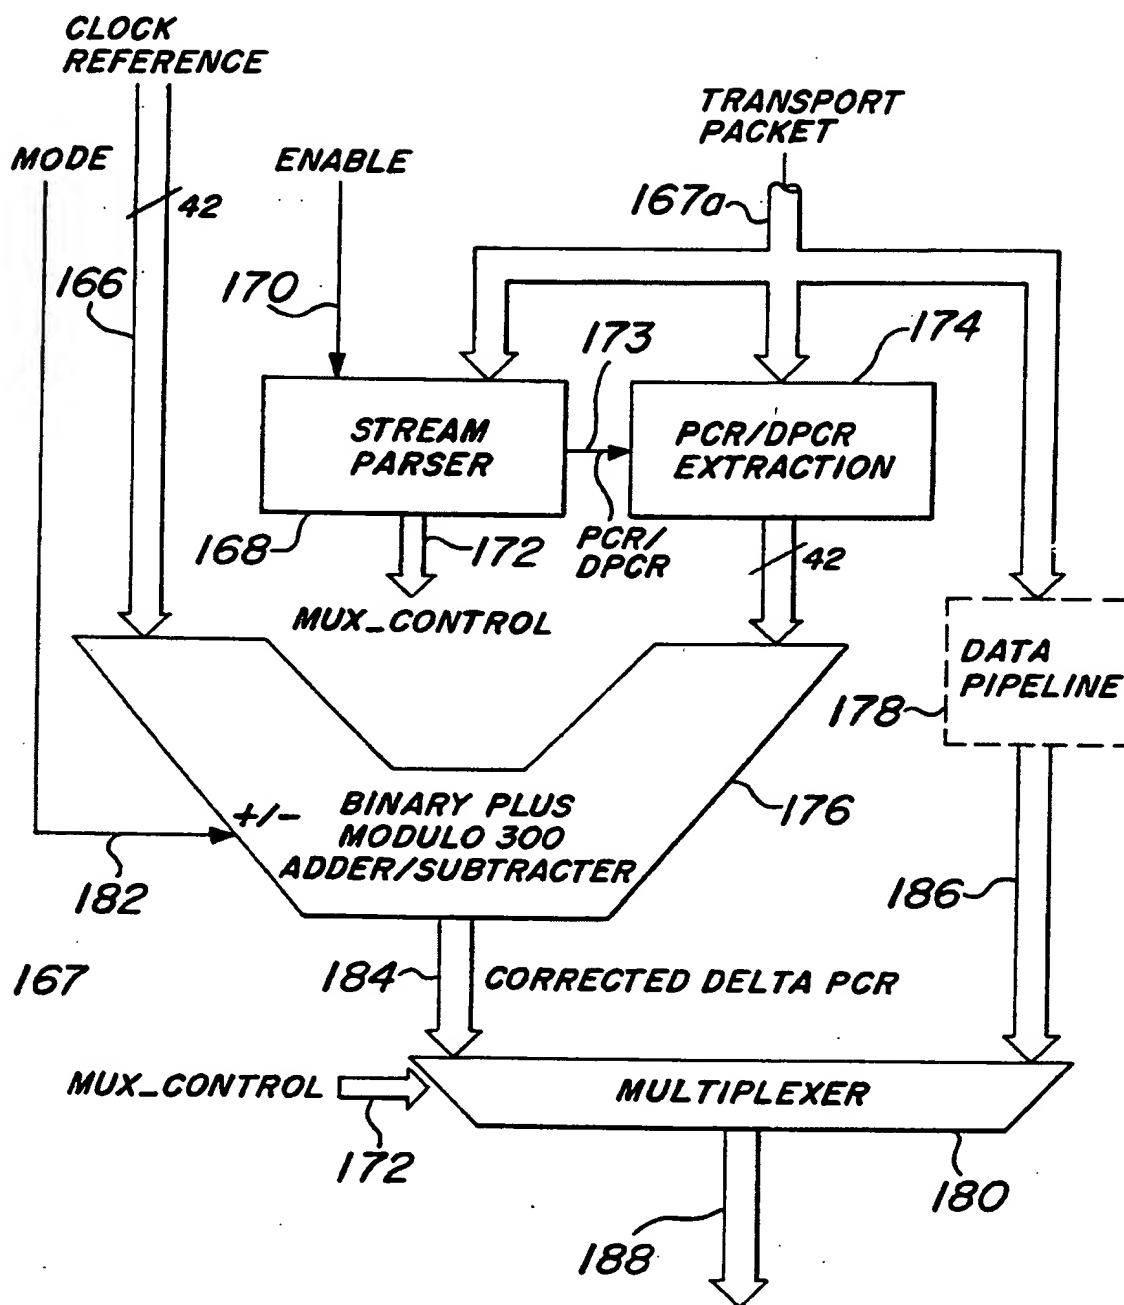 CLOCK
REFERENCE
TRANSPORT
PACKET
MODE
ENABLE
42
167a
166
170
173
174
STREAM
PARSER
PCR/DPCR
EXTRACTION
168
172
PCR/
DPCR
42
MUX_CONTROL
DATA
PIPELINE
178
+/-
BINARY PLUS
MODULO 300
ADDER/SUBTRACTER
176
182
186
167
184
CORRECTED DELTA PCR
MUX_CONTROL
MULTIPLEXER
172
180
188